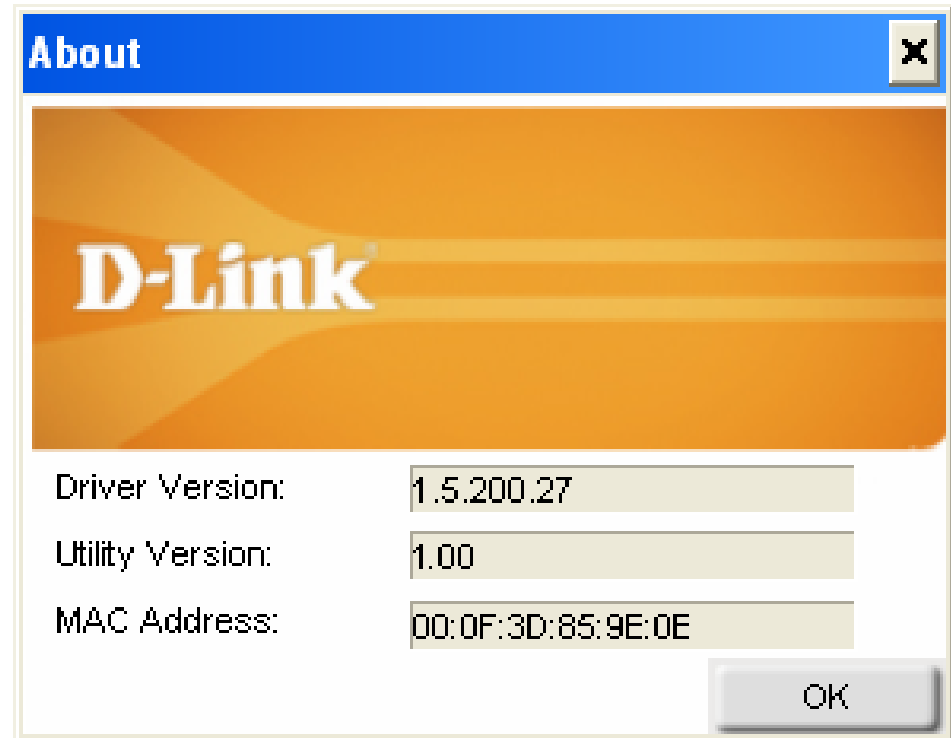 About
D-Link
Driver Version: 1.5.200.27
Utility Version: 1.00
MAC Address: 00:0F:3D:85:9E:0E
OK